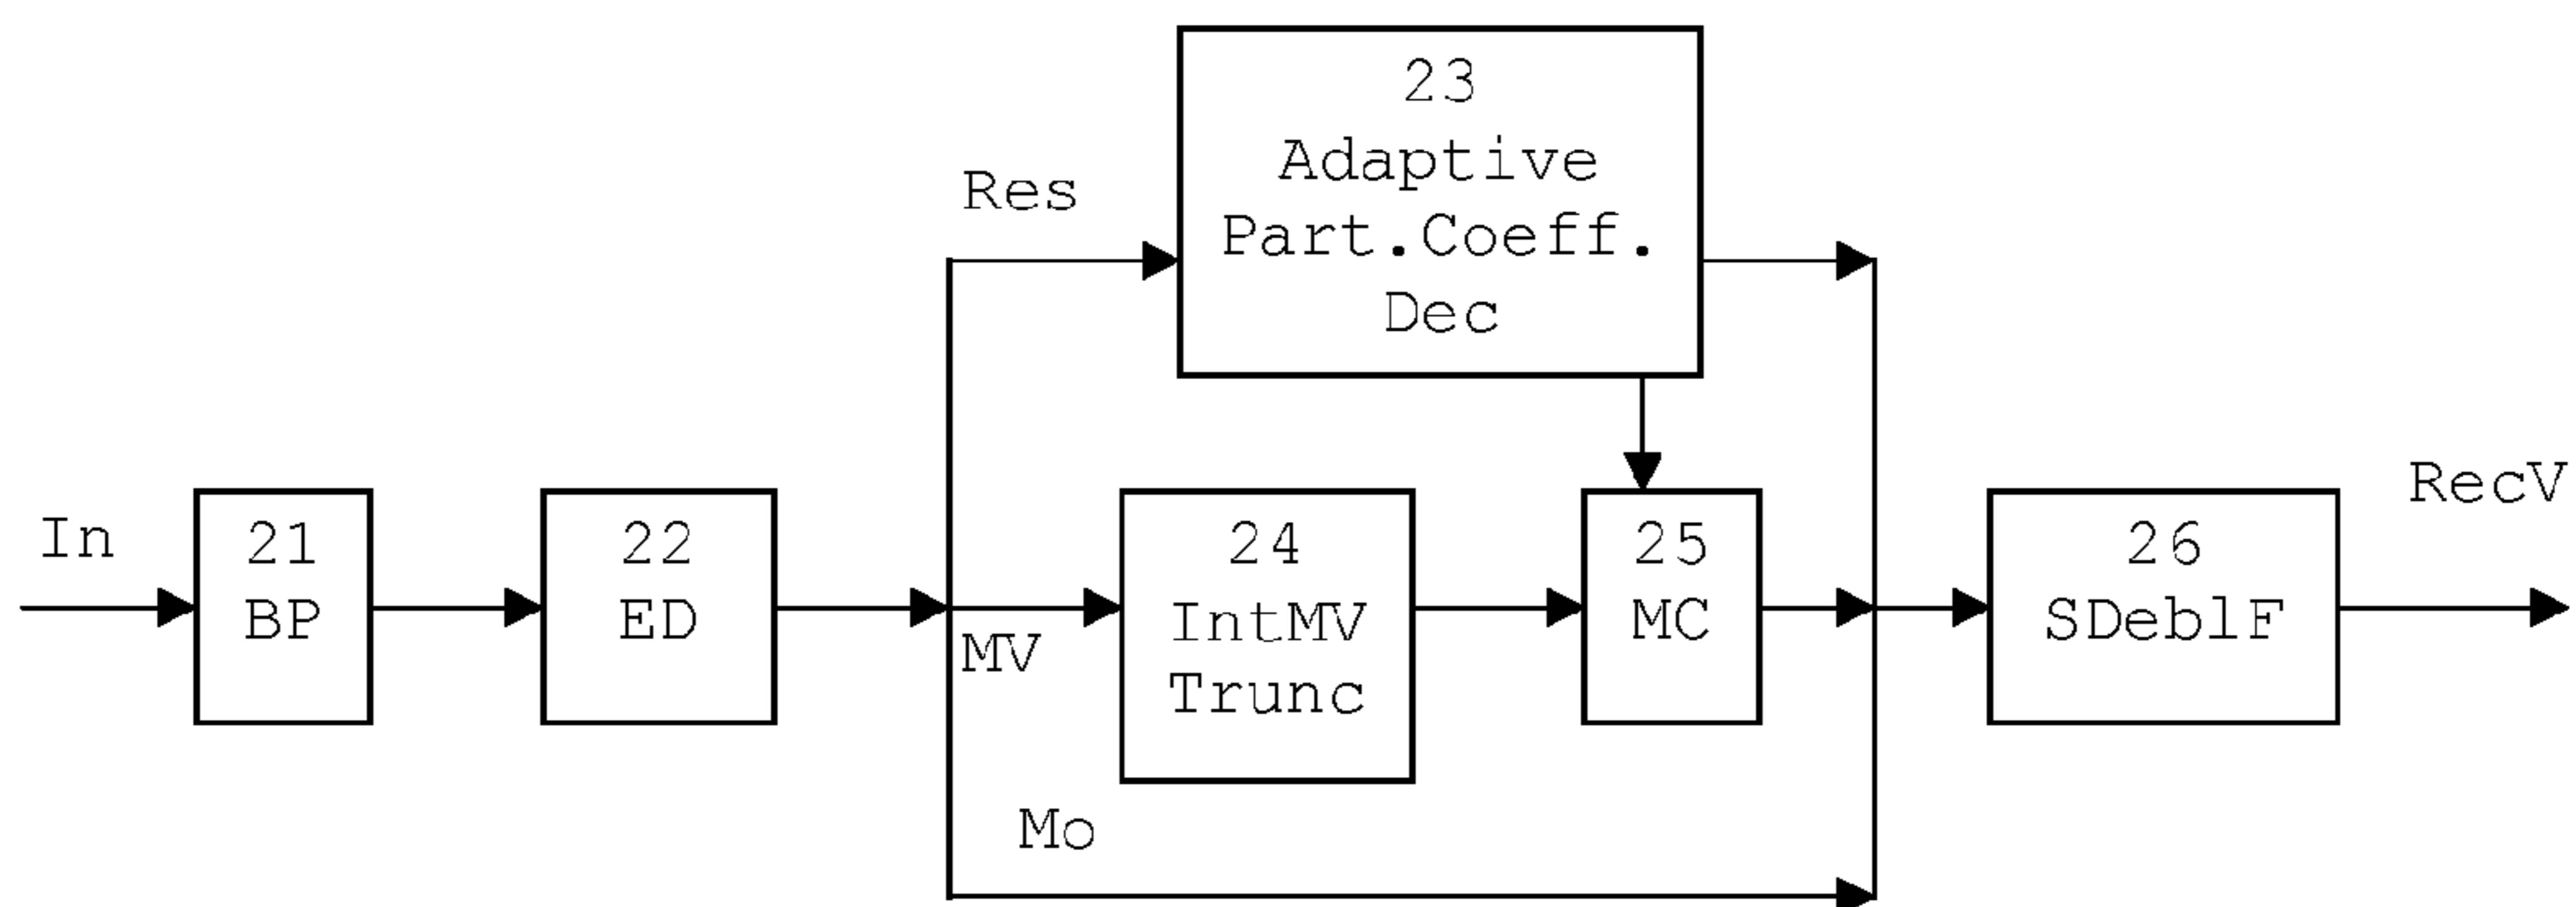 23
Adaptive
Part.Coeff.
Dec
Res
In
21
BP
22
ED
MV
24
IntMV
Trunc
25
MC
26
SDeblF
RecV
Mo